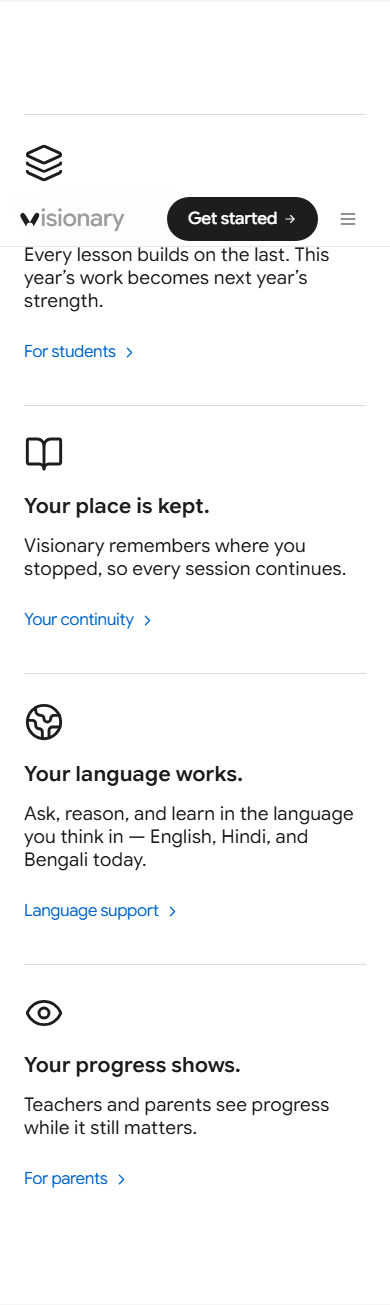 visionary
Get started →
Every lesson builds on the last. This
year’s work becomes next year’s
strength.
For students
Your place is kept.
Visionary remembers where you
stopped, so every session continues.
Your continuity
Your language works.
Ask, reason, and learn in the language
you think in — English, Hindi, and
Bengali today.
Language support
Your progress shows.
Teachers and parents see progress
while it still matters.
For parents